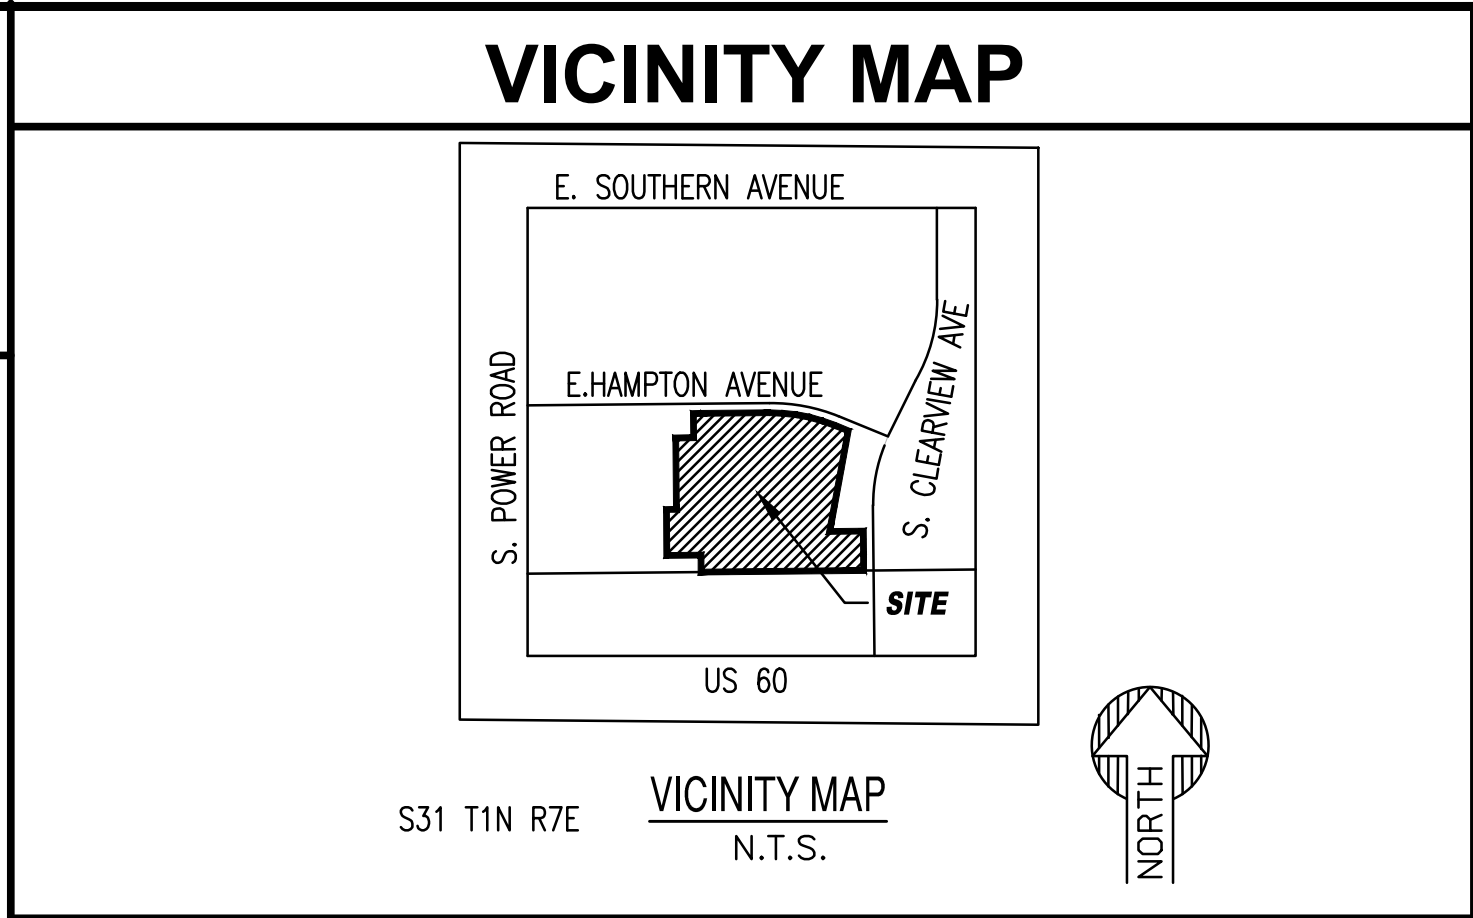 VICINITY MAP
E. SOUTHERN AVENUE
S. POWER ROAD
E.HAMPTON AVENUE
S. CLEARVIEW AVE
SITE
US 60
VICINITY MAP
N.T.S.
S31 T1N R7E
NORTH